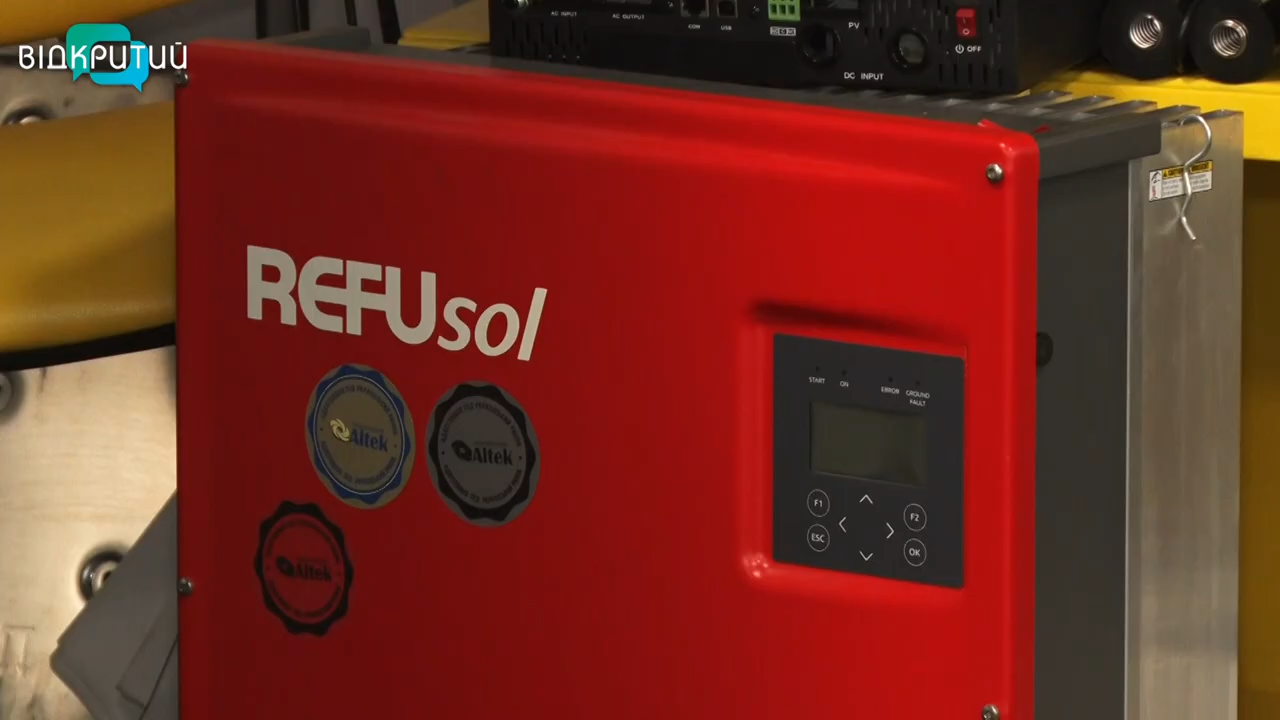 ВІДКРИТИЙ
AC INPUT
AC OUTPUT
COM
USB
PV
OFF
DC INPUT
REFUsol
START
ON
ERROR
GROUND
FAULT
F1
F2
ESC
OK
Altek
Altek
Altek